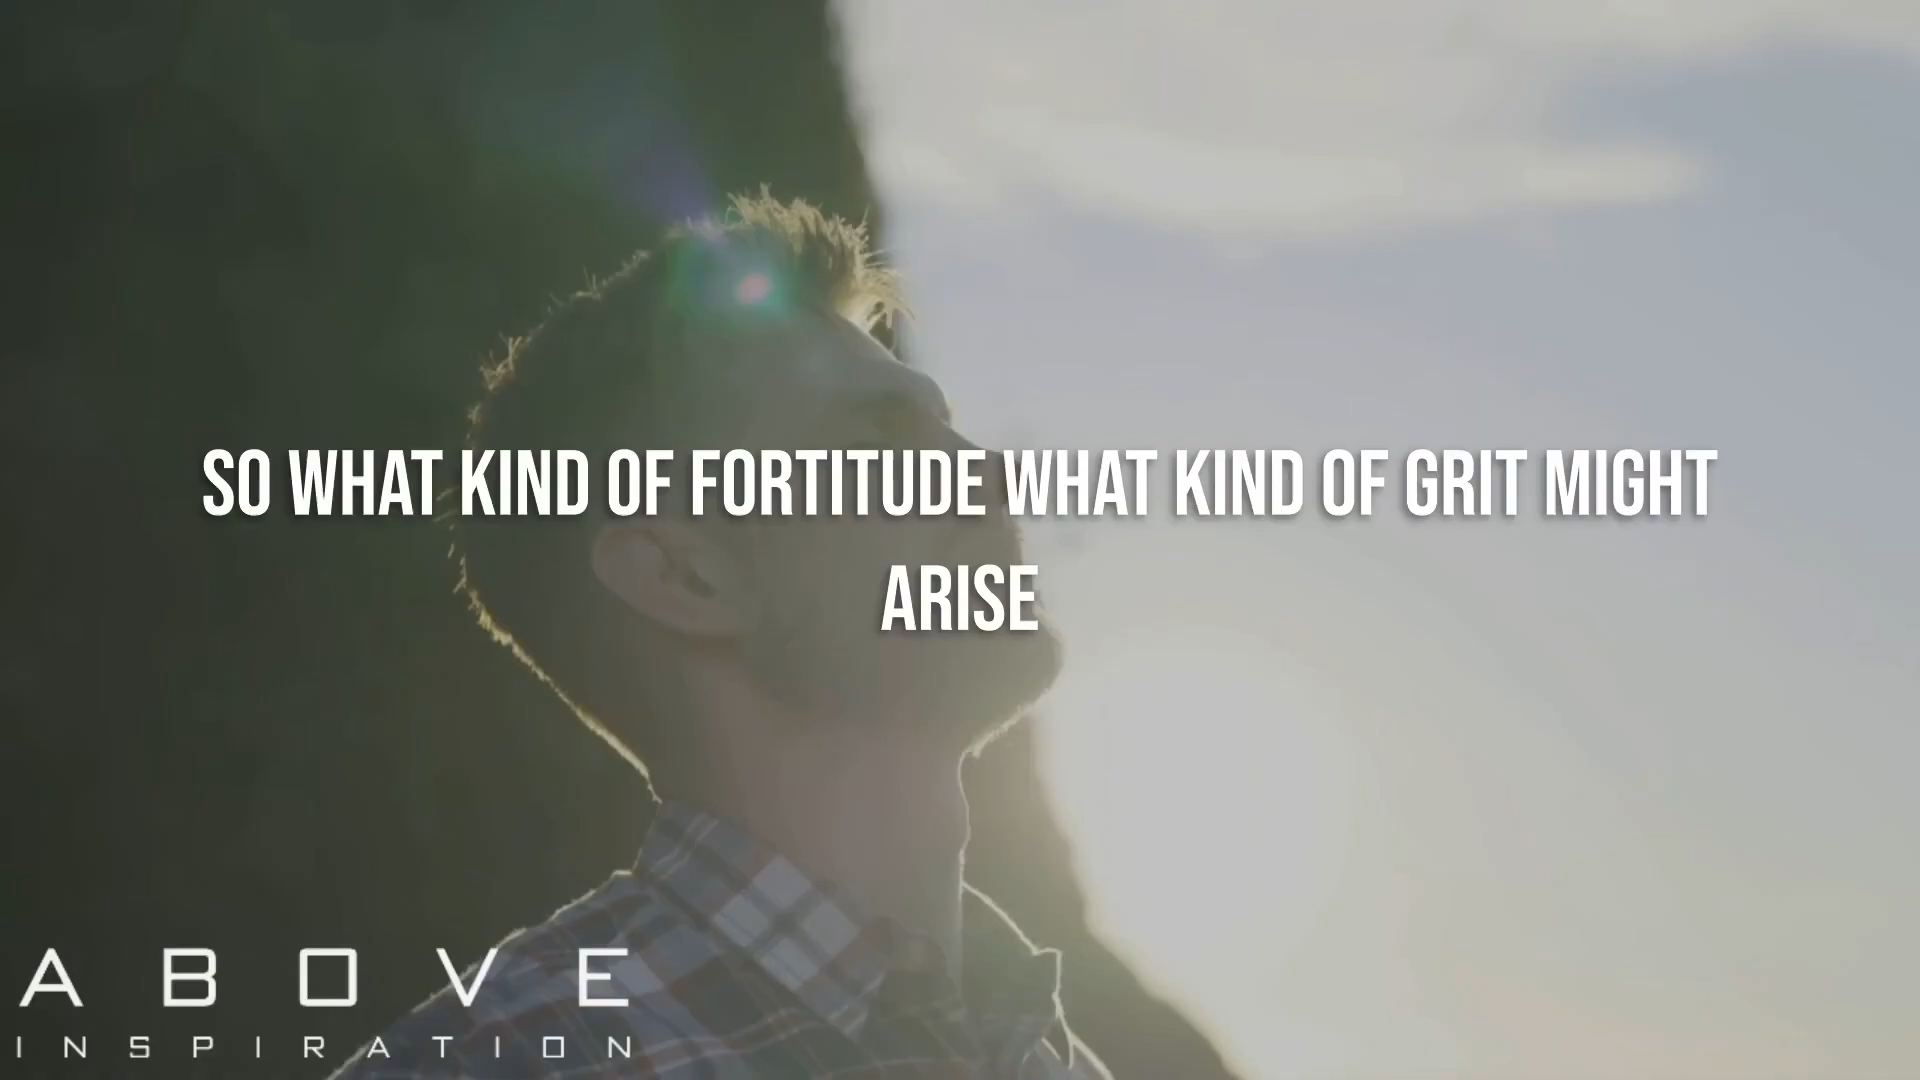 SO WHAT KIND OF FORTITUDE WHAT KIND OF GRIT MIGHT
ARISE
ABOVE
INSPIRATION